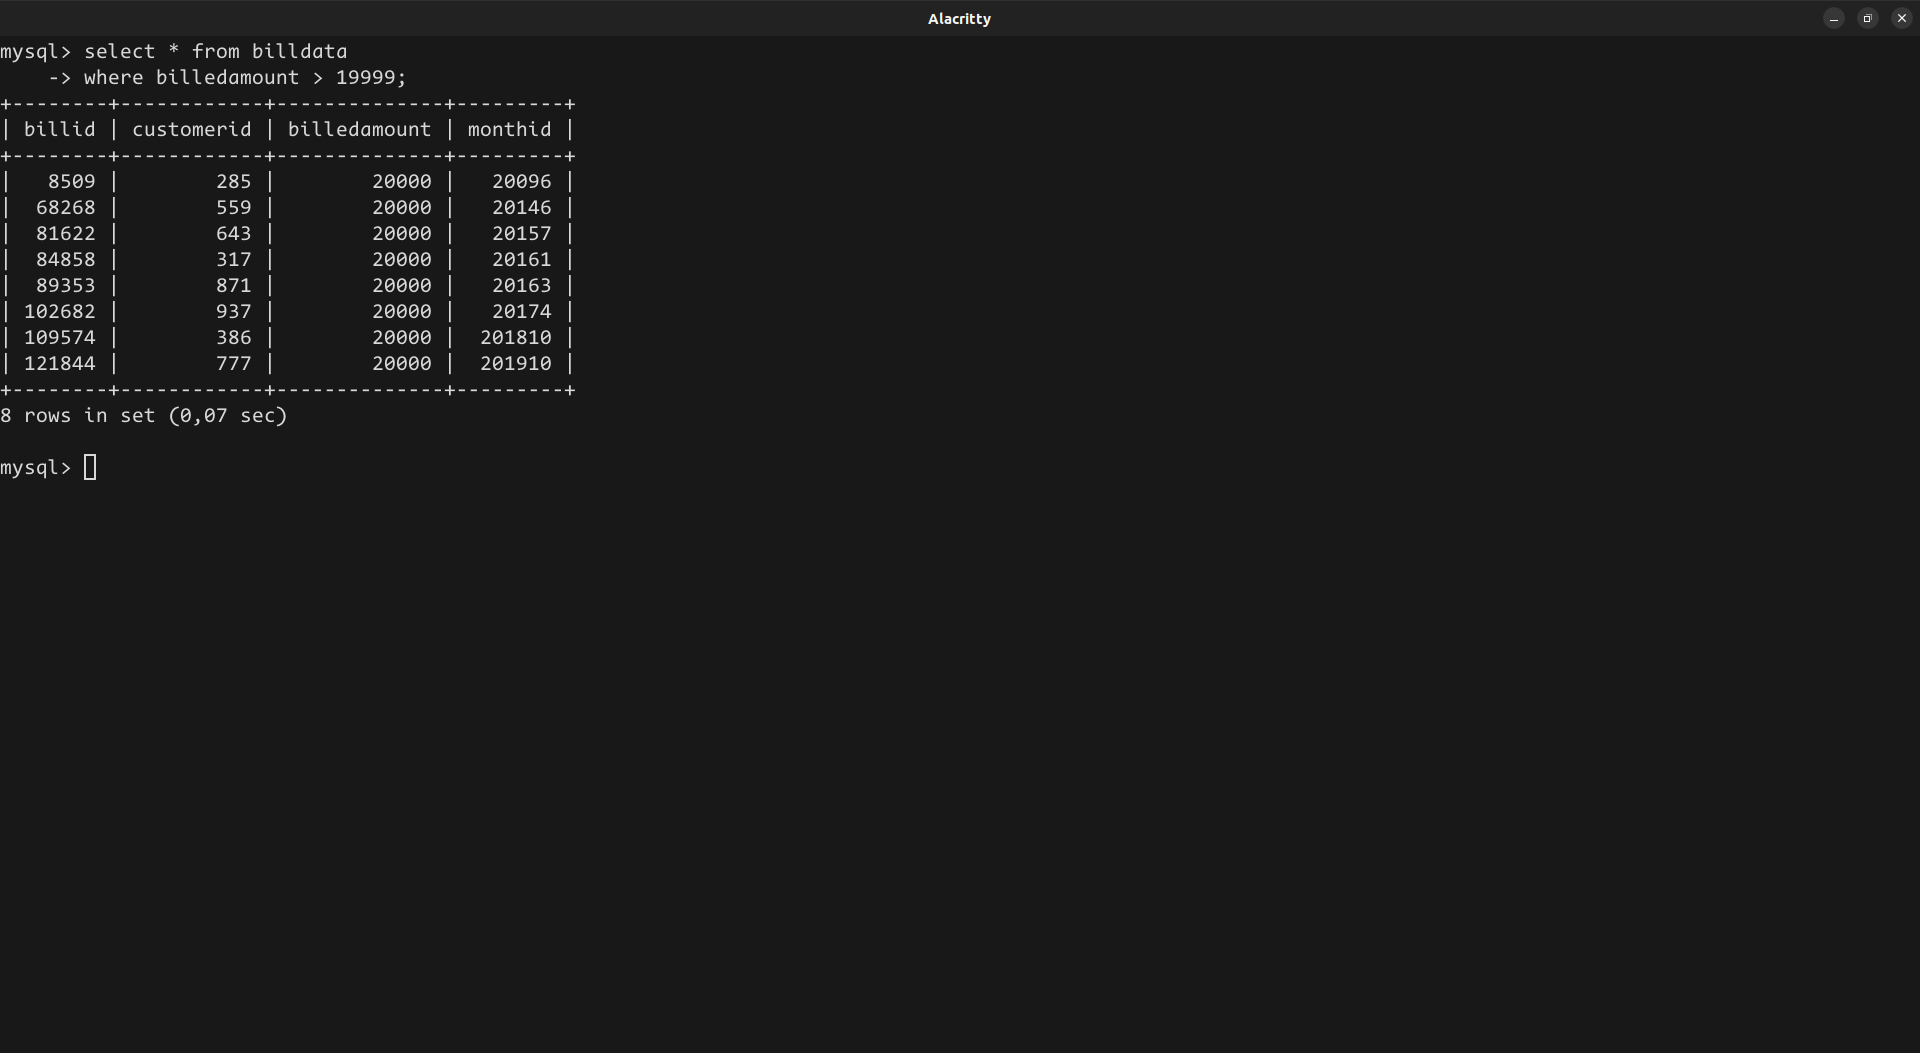 Alacritty
mysql> select * from billdata
    -> where billedamount > 19999;
+--------+------------+--------------+---------+
| billid | customerid | billedamount | monthid |
+--------+------------+--------------+---------+
|   8509 |        285 |        20000 |   20096 |
|  68268 |        559 |        20000 |   20146 |
|  81622 |        643 |        20000 |   20157 |
|  84858 |        317 |        20000 |   20161 |
|  89353 |        871 |        20000 |   20163 |
| 102682 |        937 |        20000 |   20174 |
| 109574 |        386 |        20000 |  201810 |
| 121844 |        777 |        20000 |  201910 |
+--------+------------+--------------+---------+
8 rows in set (0,07 sec)
mysql>